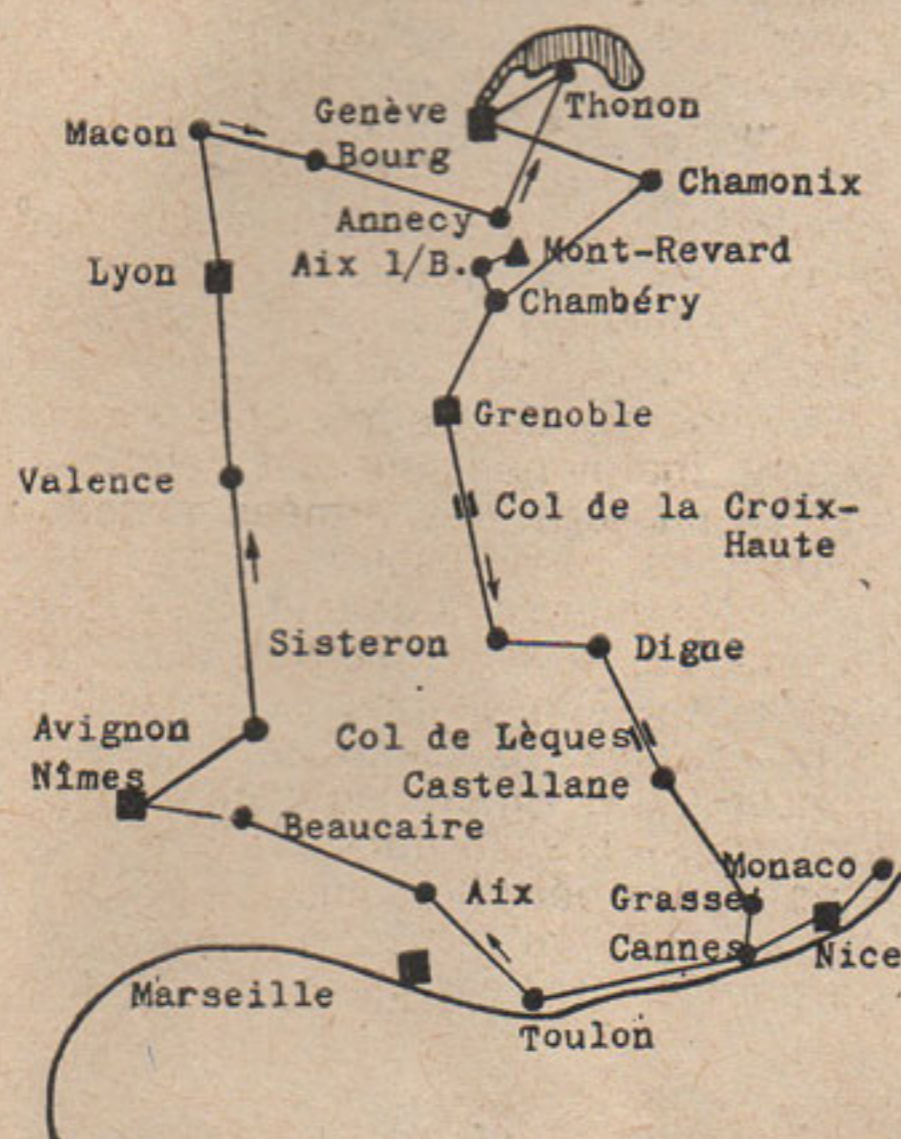 Thonon
Genève
Macon
Bourg
Chamonix
Annecy
Mont-Revard
Aix l/B.
Chambéry
Lyon
Grenoble
Valence
Col de la Croix-
Haute
Sisteron
Digne
Avignon
Col de Lèques
Nîmes
Castellane
Beaucaire
Monaco
Aix
Grasse
Cannes
Nice
Marseille
Toulon